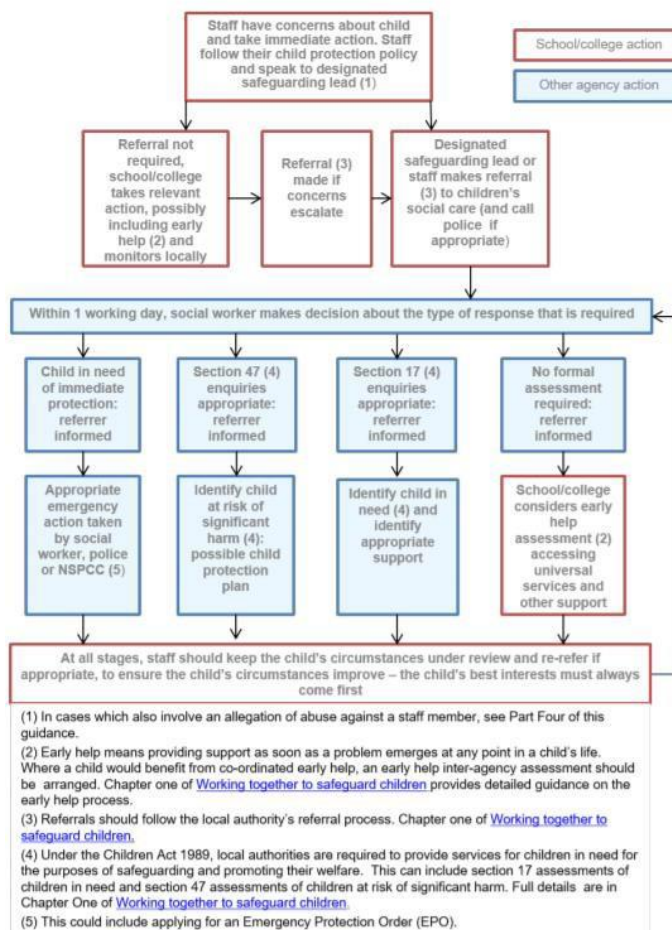 Staff have concerns about child
and take immediate action. Staff
follow their child protection policy
and speak to designated
safeguarding lead (1)
School/college action
Other agency action
Referral not
required,
school/college
takes relevant
action, possibly
including early
help (2) and
monitors locally
Referral (3)
made if
concerns
escalate
Designated
safeguarding lead or
staff makes referral
(3) to children's
social care (and call
police if
appropriate)
Within 1 working day, social worker makes decision about the type of response that is required
Child in need
of immediate
protection:
referrer
informed
Section 47 (4)
enquiries
appropriate:
referrer
informed
Section 17 (4)
enquiries
appropriate:
referrer
informed
No formal
assessment
required:
referrer
informed
Appropriate
emergency
action taken
by social
worker, police
or NSPCC (5)
Identify child
at risk of
significant
harm (4):
possible child
protection
plan
Identify child in
need (4) and
identify
appropriate
support
School/college
considers early
help
assessment (2)
accessing
universal
services and
other support
At all stages, staff should keep the child's circumstances under review and re-refer if
appropriate, to ensure the child's circumstances improve – the child's best interests must always
come first
(1) In cases which also involve an allegation of abuse against a staff member, see Part Four of this
guidance.
(2) Early help means providing support as soon as a problem emerges at any point in a child's life.
Where a child would benefit from co-ordinated early help, an early help inter-agency assessment should
be arranged. Chapter one of Working together to safeguard children provides detailed guidance on the
early help process.
(3) Referrals should follow the local authority's referral process. Chapter one of Working together to
safeguard children.
(4) Under the Children Act 1989, local authorities are required to provide services for children in need for
the purposes of safeguarding and promoting their welfare. This can include section 17 assessments of
children in need and section 47 assessments of children at risk of significant harm. Full details are in
Chapter One of Working together to safeguard children.
(5) This could include applying for an Emergency Protection Order (EPO).